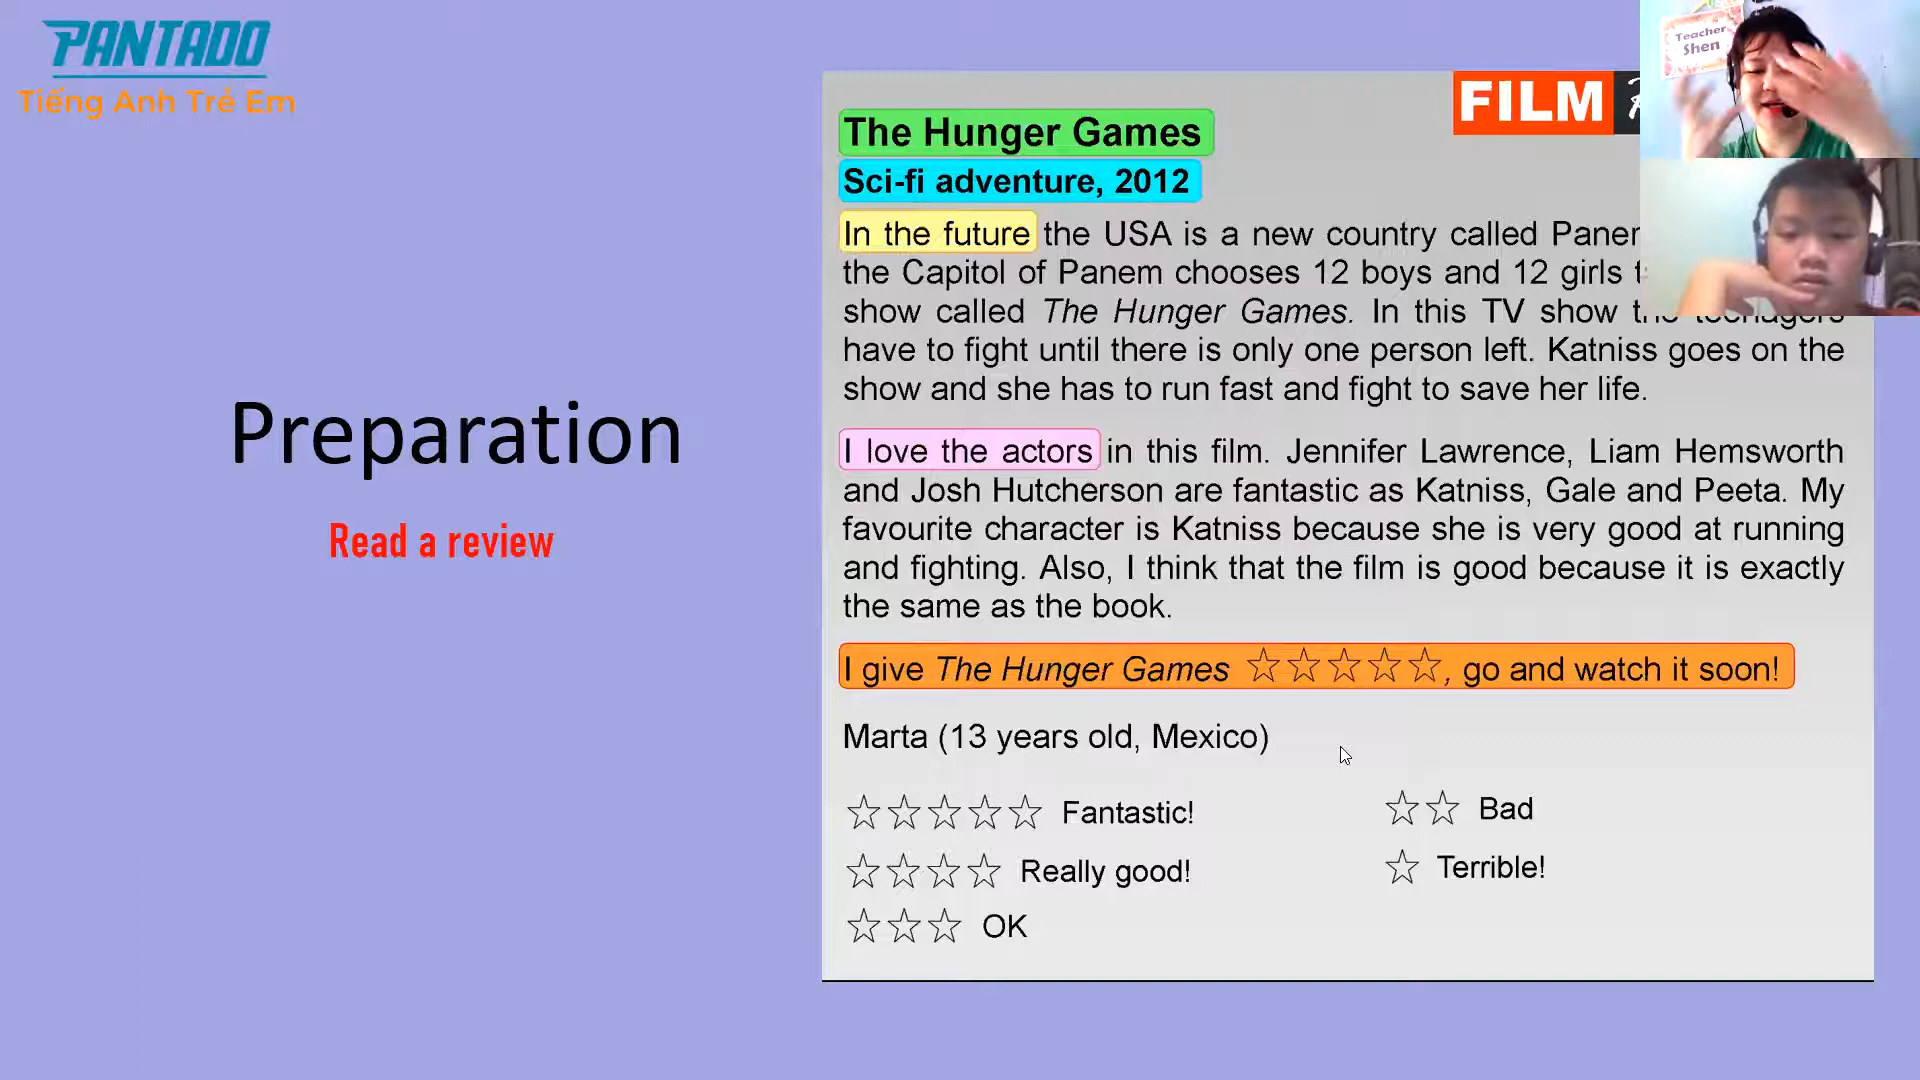 PANTADO
Tiếng Anh Trẻ Em
Teacher
Shen
FILM
The Hunger Games
Sci-fi adventure, 2012
In the future the USA is a new country called
the Capitol of Panem chooses 12 boys and 12 girls
show called The Hunger Games. In this TV show teenagers
have to fight until there is only one person left. Katniss goes on the
show and she has to run fast and fight to save her life.
Preparation
Read a review
I love the actors in this film. Jennifer Lawrence, Liam Hemsworth
and Josh Hutcherson are fantastic as Katniss, Gale and Peeta. My
favourite character is Katniss because she is very good at running
and fighting. Also, I think that the film is good because it is exactly
the same as the book.
I give The Hunger Games ☆☆☆☆☆, go and watch it soon!
Marta (13 years old, Mexico)
☆☆☆☆☆ Fantastic!
☆☆ Bad
☆☆☆☆ Really good!
☆ Terrible!
☆☆☆ OK